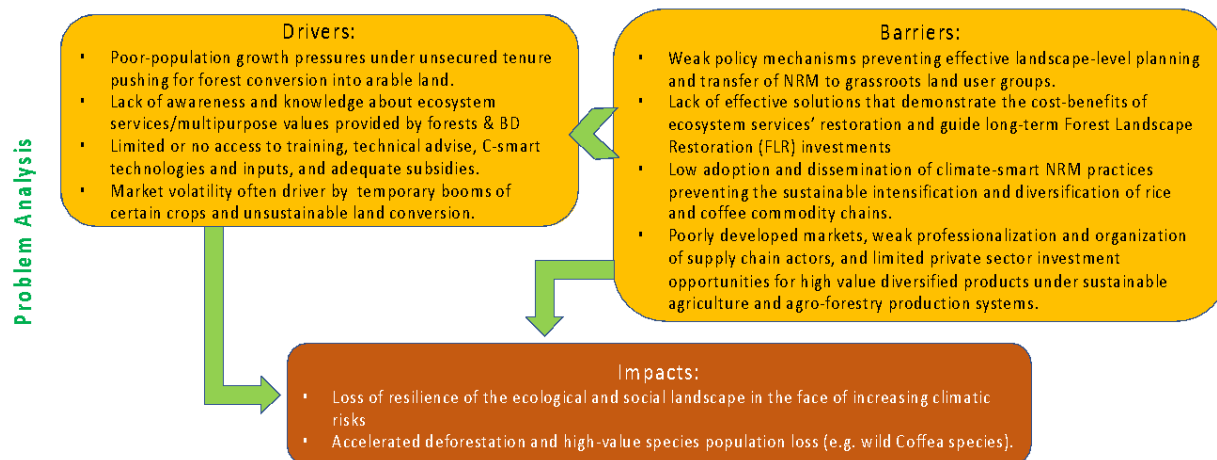 Problem Analysis
Drivers:
• Poor-population growth pressures under unsecured tenure
pushing for forest conversion into arable land.
• Lack of awareness and knowledge about ecosystem
services/multipurpose values provided by forests & BD
• Limited or no access to training, technical advise, C-smart
technologies and inputs, and adequate subsidies.
• Market volatility often driver by temporary booms of
certain crops and unsustainable land conversion.
Barriers:
• Weak policy mechanisms preventing effective landscape-level planning
and transfer of NRM to grassroots land user groups.
• Lack of effective solutions that demonstrate the cost-benefits of
ecosystem services’ restoration and guide long-term Forest Landscape
Restoration (FLR) investments
• Low adoption and dissemination of climate-smart NRM practices
preventing the sustainable intensification and diversification of rice
and coffee commodity chains.
• Poorly developed markets, weak professionalization and organization
of supply chain actors, and limited private sector investment
opportunities for high value diversified products under sustainable
agriculture and agro-forestry production systems.
Impacts:
• Loss of resilience of the ecological and social landscape in the face of increasing climatic
risks
• Accelerated deforestation and high-value species population loss (e.g. wild Coffea species).